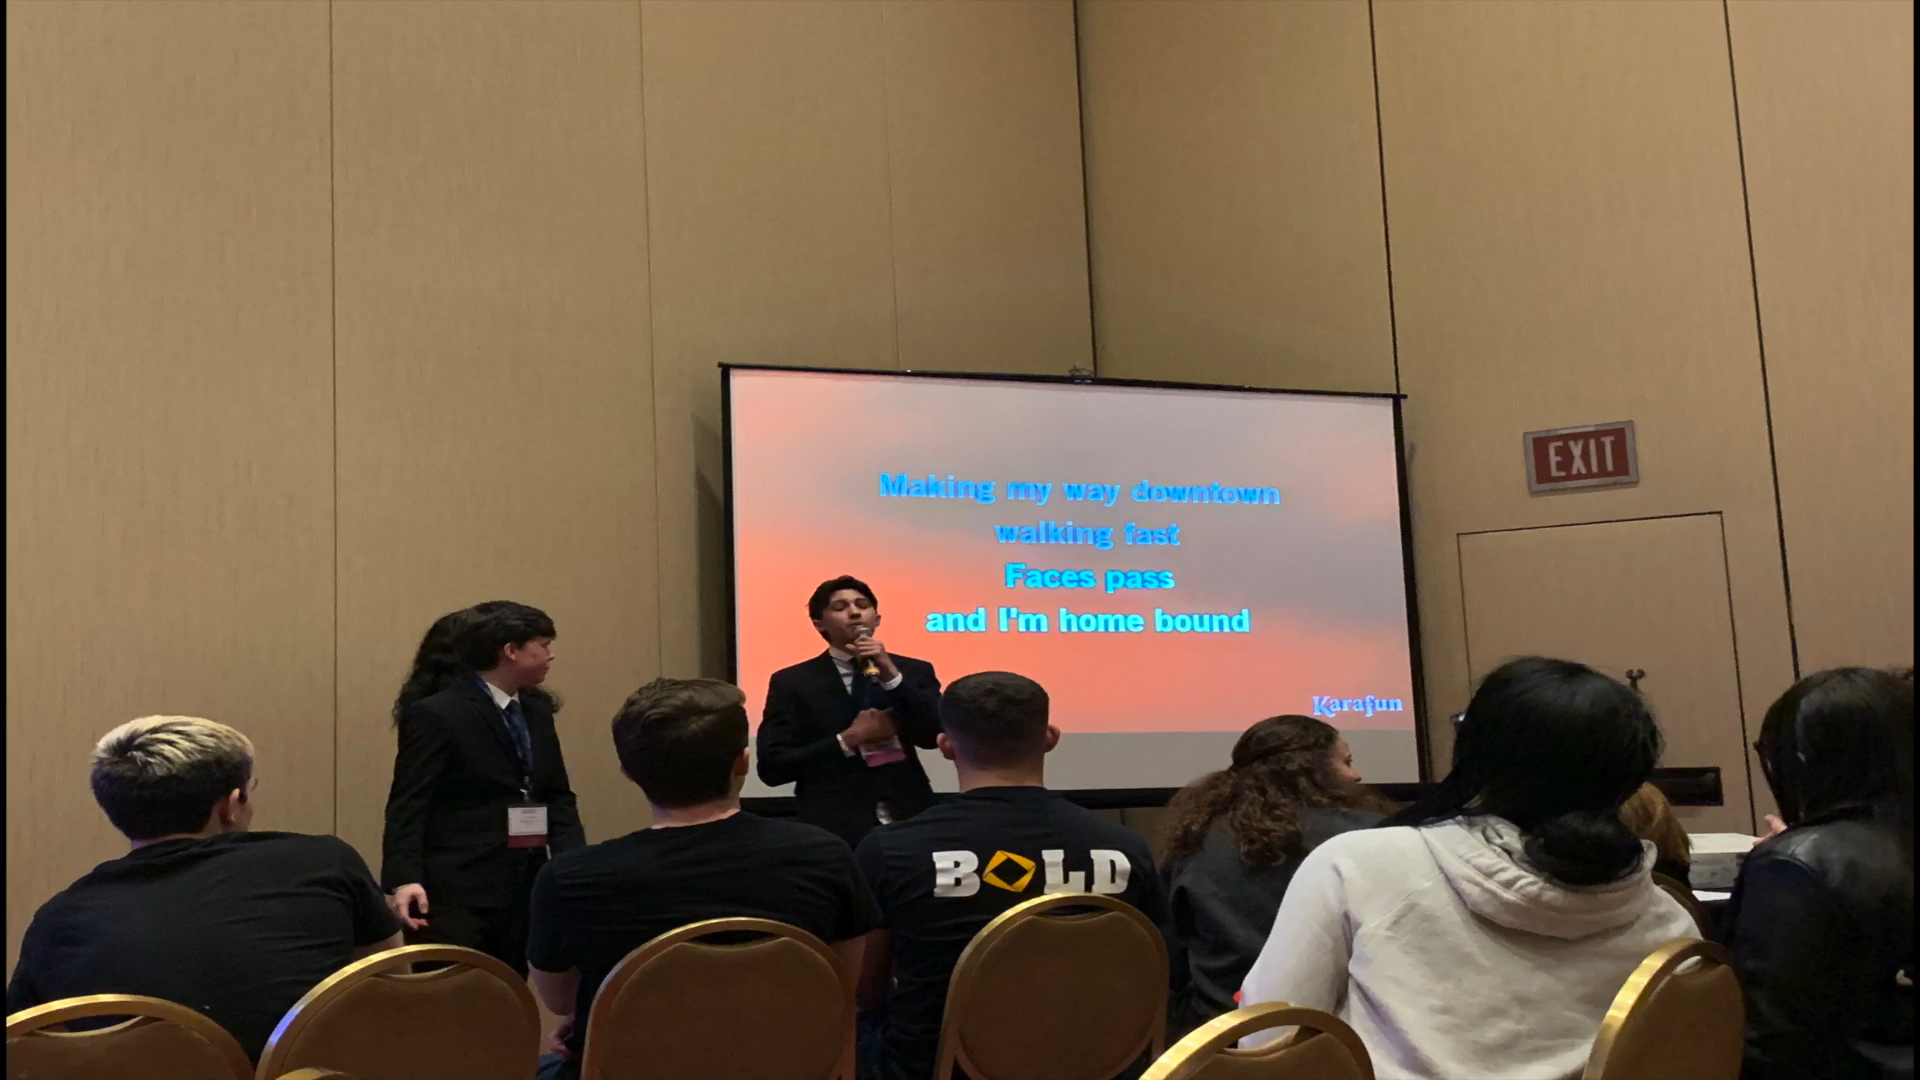 Making my way downtown
walking fast
Faces pass
and I'm home bound
Karafun
EXIT
BOLD